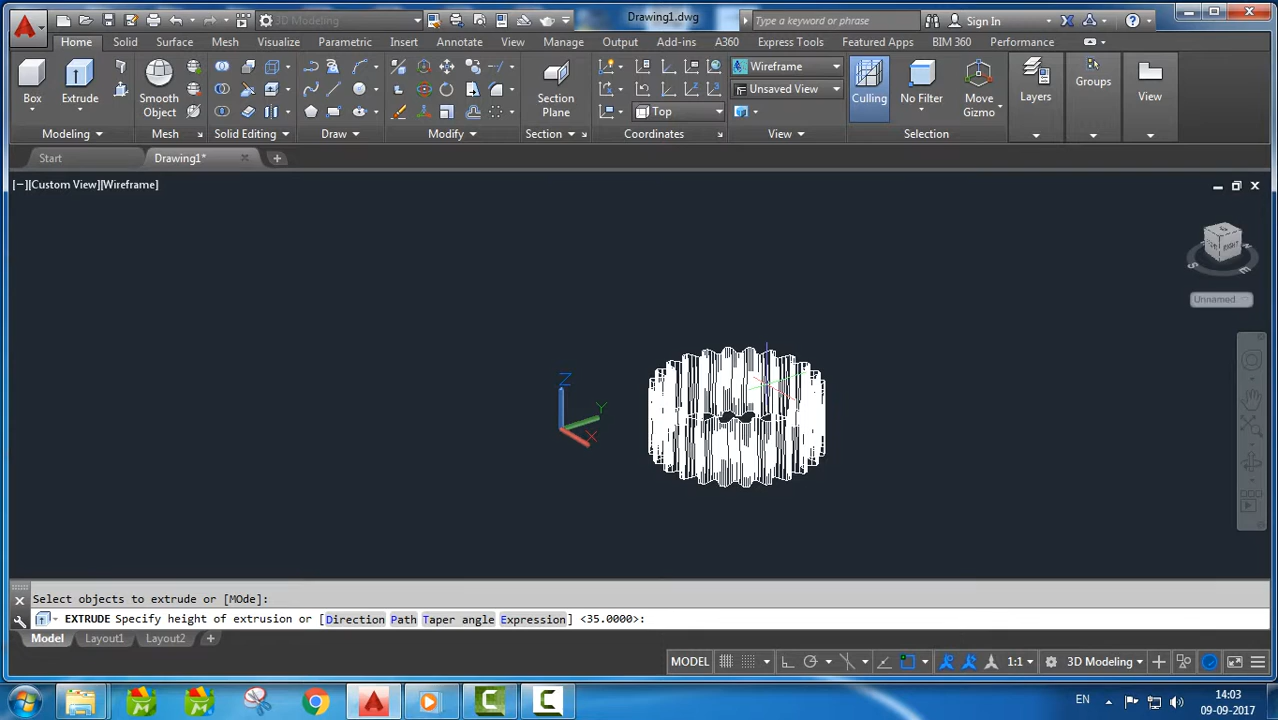 3D Modeling
Drawing1.dwg
Type a keyword or phrase
Sign In
Home Solid Surface Mesh Visualize Parametric Insert Annotate View Manage Output Add-ins A360 Express Tools Featured Apps BIM 360 Performance
Wireframe
Unsaved View
Top
Box
Extrude
Smooth
Object
Section
Plane
Culling
No Filter
Move
Gizmo
Layers
Groups
View
Modeling
Mesh
Solid Editing
Draw
Modify
Section
Coordinates
View
Selection
Start
Drawing1*
[−][Custom View][Wireframe]
RIGHT
S
E
Unnamed
Z
Y
X
Select objects to extrude or [MOde]:
EXTRUDE Specify height of extrusion or [Direction Path Taper angle Expression] <35.0000>:
Model Layout1 Layout2
MODEL
1:1
3D Modeling
EN
14:03
09-09-2017